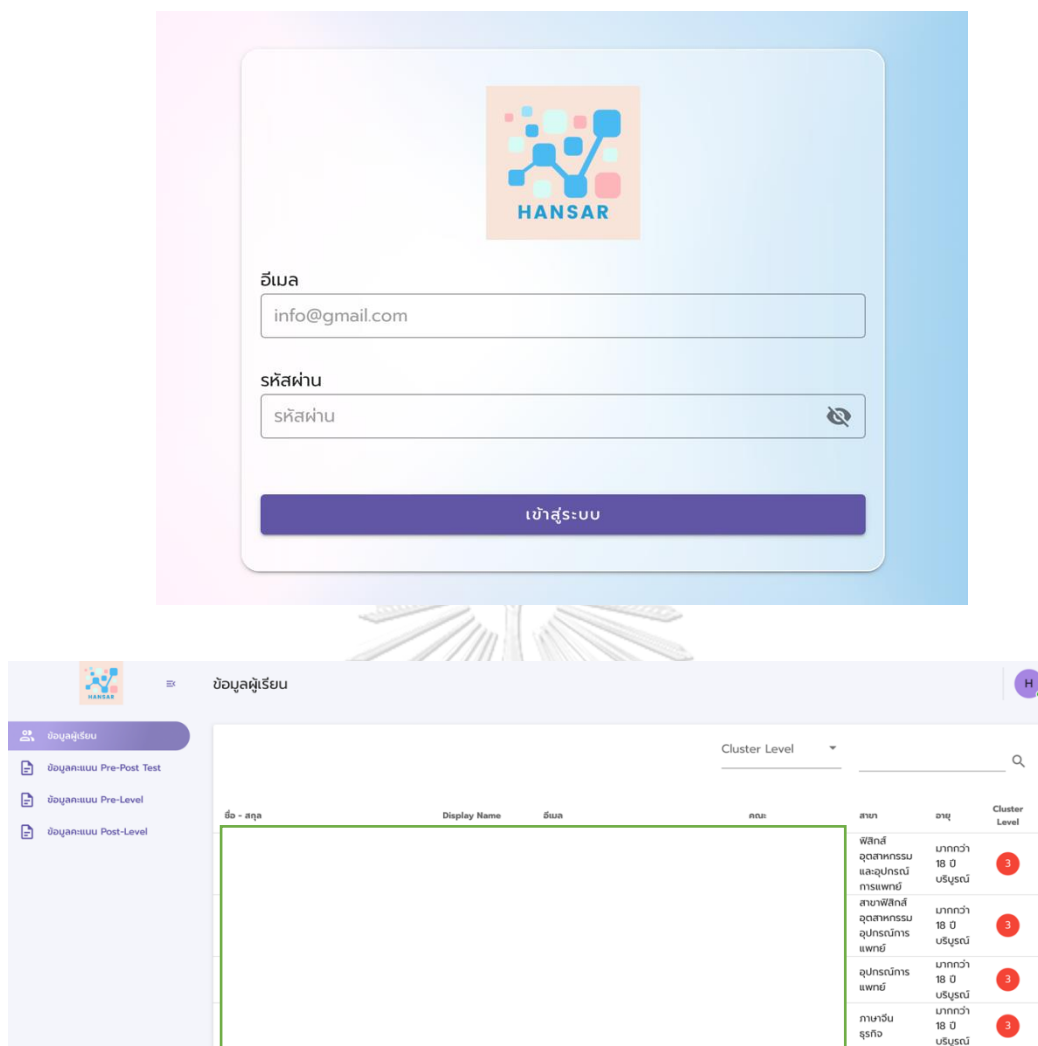 HANSAR
อีเมล
info@gmail.com
รหัสผ่าน
รหัสผ่าน
เข้าสู่ระบบ
HANSAR
ข้อมูลผู้เรียน
H
ข้อมูลผู้เรียน
ข้อมูลคะแนน Pre-Post Test
ข้อมูลคะแนน Pre-Level
ข้อมูลคะแนน Post-Level
Cluster Level
ชื่อ - สกุล
Display Name
อีเมล
คณะ
สาขา
อายุ
Cluster
Level
ฟิสิกส์
อุตสาหกรรม
และอุปกรณ์
การแพทย์
มากกว่า
18 ปี
บริบูรณ์
3
สาขาฟิสิกส์
อุตสาหกรรม
อุปกรณ์การ
แพทย์
มากกว่า
18 ปี
บริบูรณ์
3
อุปกรณ์การ
แพทย์
มากกว่า
18 ปี
บริบูรณ์
3
ภาษาจีน
ธุรกิจ
มากกว่า
18 ปี
บริบูรณ์
3